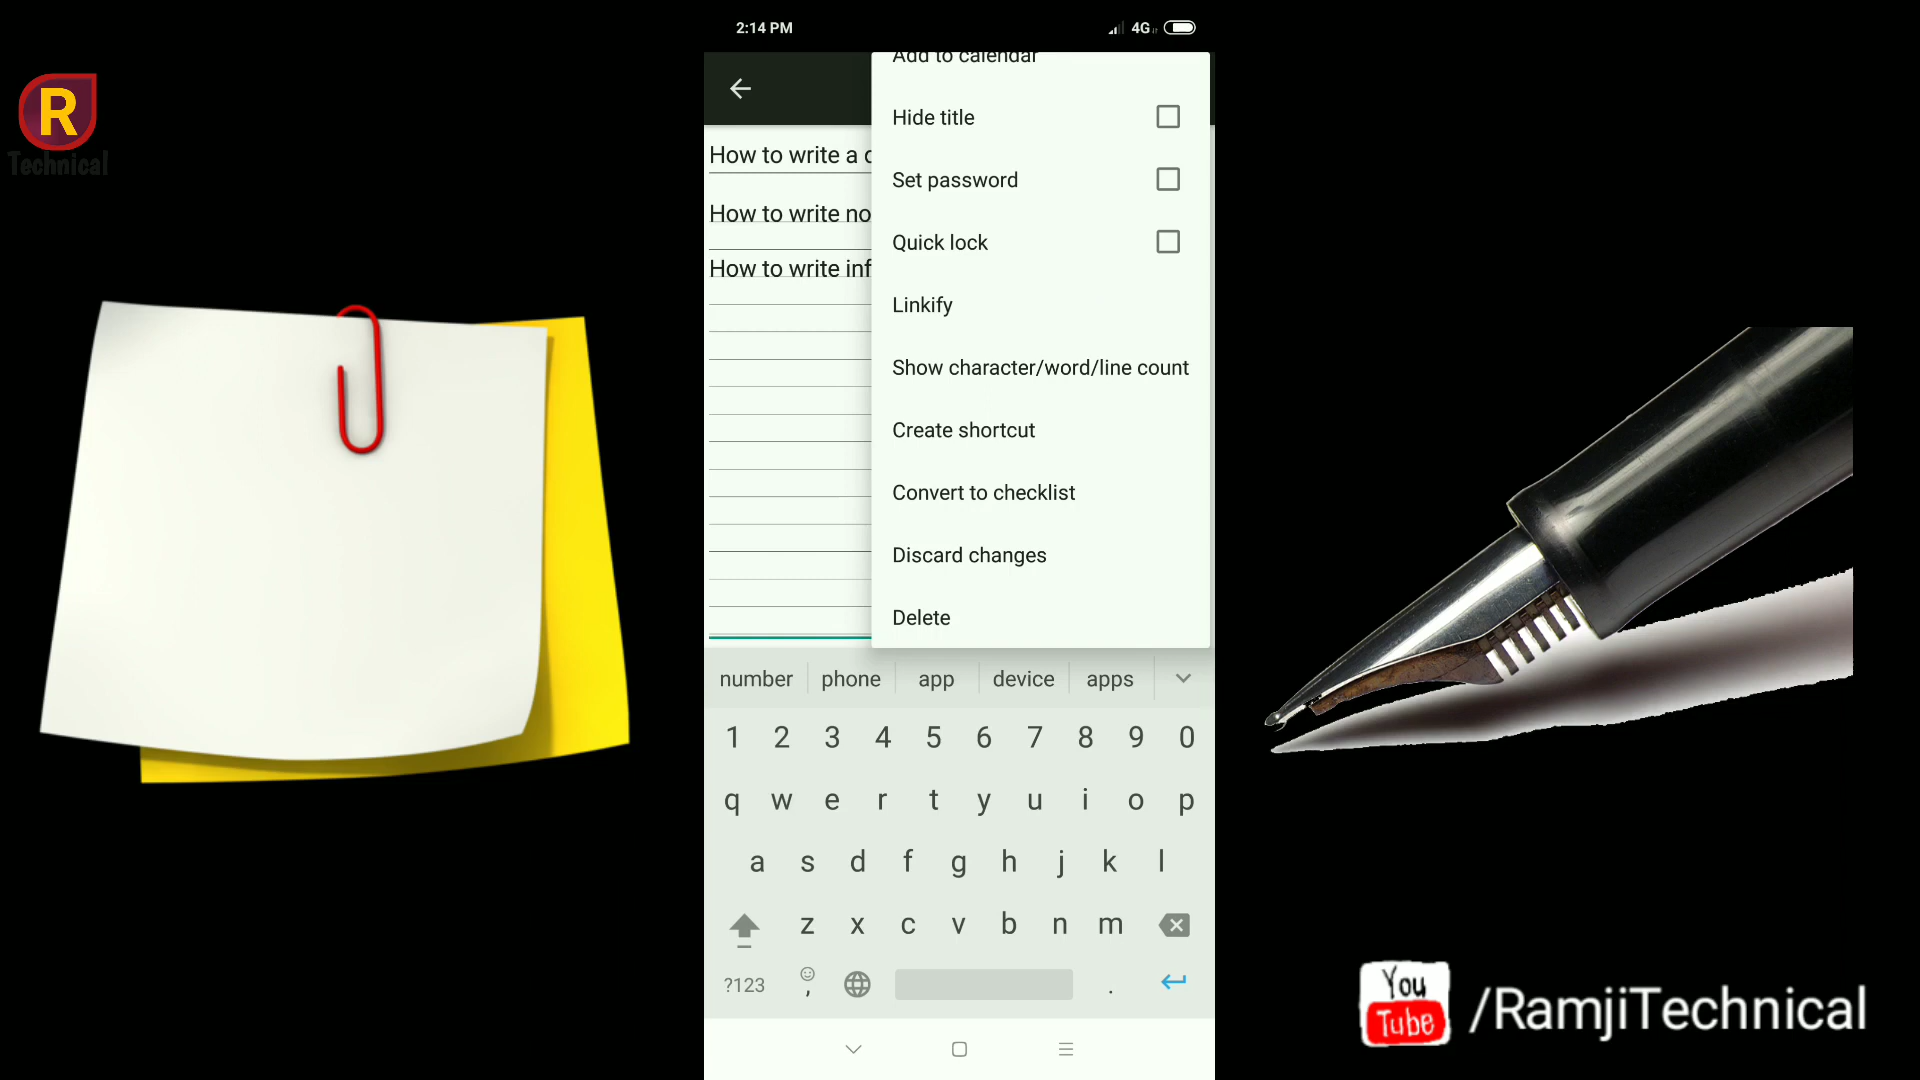 2:14 PM
4G
R
Technical
Add to calendar
Hide title
How to write a
Set password
How to write no
Quick lock
How to write inf
Linkify
Show character/word/line count
Create shortcut
Convert to checklist
Discard changes
Delete
number phone app device apps
1 2 3 4 5 6 7 8 9 0
q w e r t y u i o p
a s d f g h j k l
z x c v b n m
?123 , .
You
Tube /RamjiTechnical